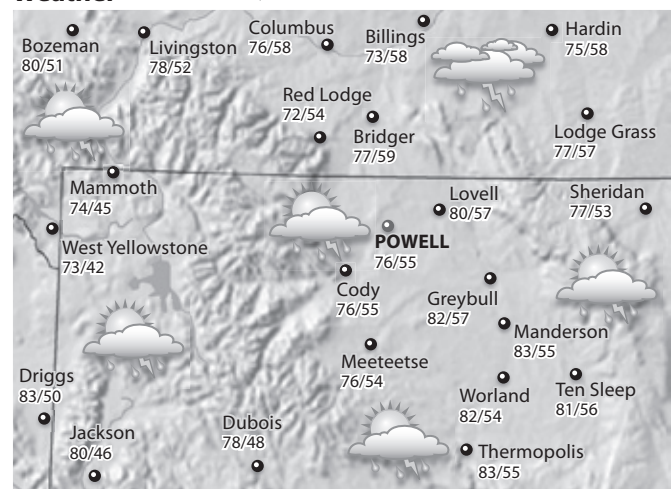 Bozeman
80/51
Livingston
78/52
Columbus
76/58
Billings
73/58
Hardin
75/58
Red Lodge
72/54
Bridger
77/59
Lodge Grass
77/57
Mammoth
74/45
Lovell
80/57
Sheridan
77/53
West Yellowstone
73/42
POWELL
76/55
Cody
76/55
Greybull
82/57
Manderson
83/55
Meeteetse
76/54
Driggs
83/50
Worland
82/54
Ten Sleep
81/56
Jackson
80/46
Dubois
78/48
Thermopolis
83/55